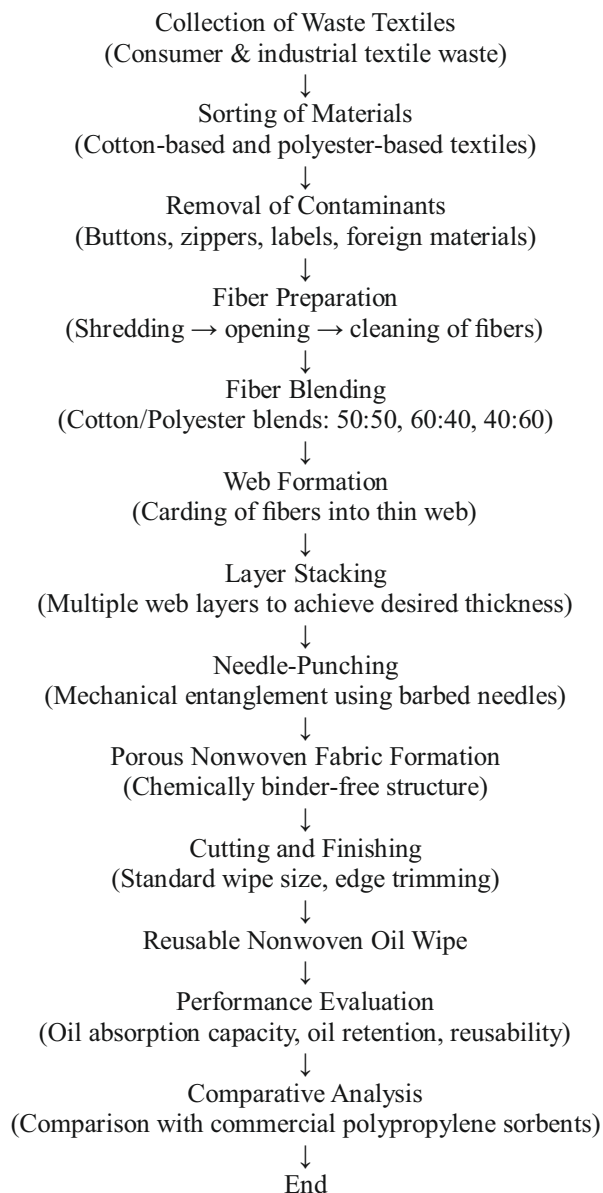 Collection of Waste Textiles
(Consumer & industrial textile waste)
↓
Sorting of Materials
(Cotton-based and polyester-based textiles)
↓
Removal of Contaminants
(Buttons, zippers, labels, foreign materials)
↓
Fiber Preparation
(Shredding → opening → cleaning of fibers)
↓
Fiber Blending
(Cotton/Polyester blends: 50:50, 60:40, 40:60)
↓
Web Formation
(Carding of fibers into thin web)
↓
Layer Stacking
(Multiple web layers to achieve desired thickness)
↓
Needle-Punching
(Mechanical entanglement using barbed needles)
↓
Porous Nonwoven Fabric Formation
(Chemically binder-free structure)
↓
Cutting and Finishing
(Standard wipe size, edge trimming)
↓
Reusable Nonwoven Oil Wipe
↓
Performance Evaluation
(Oil absorption capacity, oil retention, reusability)
↓
Comparative Analysis
(Comparison with commercial polypropylene sorbents)
↓
End